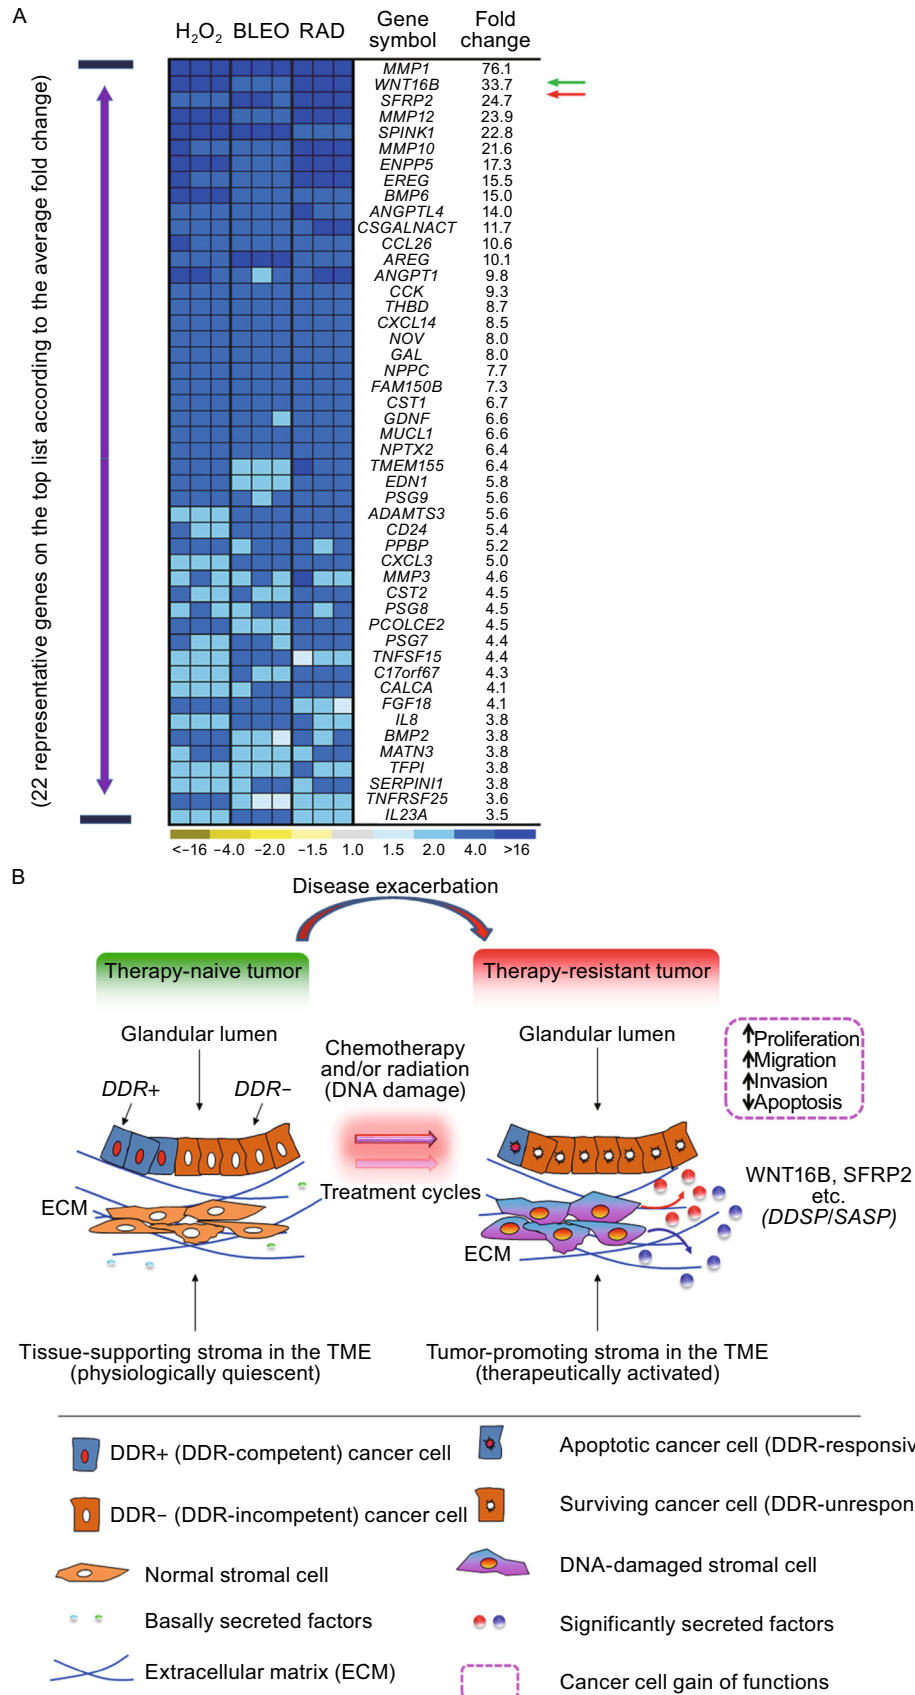 A
H2O2 BLEO RAD Gene symbol Fold change
(22 representative genes on the top list according to the average fold change)
MMP1 76.1
WNT16B 33.7
SFRP2 24.7
MMP12 23.9
SPINK1 22.8
MMP10 21.6
ENPP5 17.3
EREG 15.5
BMP6 15.0
ANGPTL4 14.0
CSGALNACT 11.7
CCL26 10.6
AREG 10.1
ANGPT1 9.8
CCK 9.3
THBD 8.7
CXCL14 8.5
NOV 8.0
GAL 8.0
NPPC 7.7
FAM150B 7.3
CST1 6.7
GDNF 6.6
MUCL1 6.6
NPTX2 6.4
TMEM155 6.4
EDN1 5.8
PSG9 5.6
ADAMTS3 5.6
CD24 5.4
PPBP 5.2
CXCL3 5.0
MMP3 4.6
CST2 4.5
PSG8 4.5
PCOLCE2 4.5
PSG7 4.4
TNFSF15 4.4
C17orf67 4.3
CALCA 4.1
FGF18 4.1
IL8 3.8
BMP2 3.8
MATN3 3.8
TFPI 3.8
SERPINI1 3.8
TNFRSF25 3.6
IL23A 3.5
<−16 −4.0 −2.0 −1.5 1.0 1.5 2.0 4.0 >16
B
Disease exacerbation
Therapy-naive tumor
Therapy-resistant tumor
Glandular lumen
DDR+ DDR−
Chemotherapy
and/or radiation
(DNA damage)
Treatment cycles
Glandular lumen
Proliferation
Migration
Invasion
Apoptosis
WNT16B, SFRP2
etc.
(DDSP/SASP)
ECM
ECM
Tissue-supporting stroma in the TME
(physiologically quiescent)
Tumor-promoting stroma in the TME
(therapeutically activated)
DDR+ (DDR-competent) cancer cell
Apoptotic cancer cell (DDR-responsiv
DDR− (DDR-incompetent) cancer cell
Surviving cancer cell (DDR-unrespon
Normal stromal cell
DNA-damaged stromal cell
Basally secreted factors
Significantly secreted factors
Extracellular matrix (ECM)
Cancer cell gain of functions